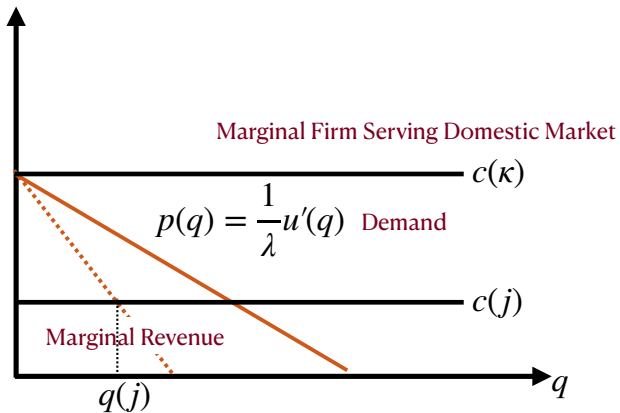 Marginal Firm Serving Domestic Market
c(κ)
p(q) = 1/λ u′(q) Demand
c(j)
Marginal Revenue
q(j)
q